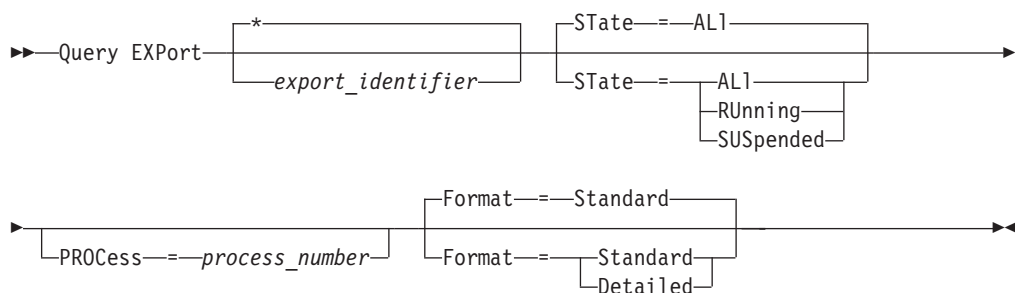 *
STate = ALl
Query EXPort
export_identifier
STate = ALl
RUnning
SUSpended
Format = Standard
PROCess = process_number
Format = Standard
Detailed